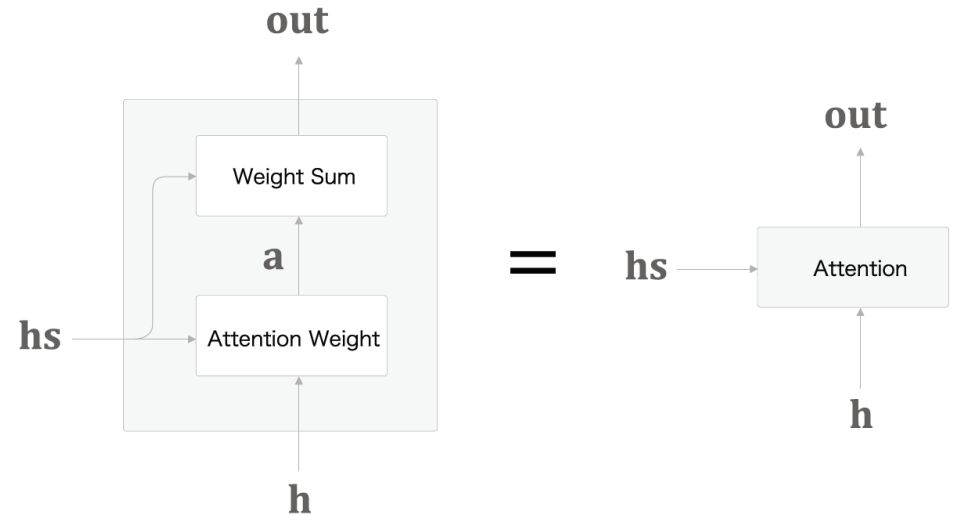 out
Weight Sum
a
hs
Attention Weight
h
=
out
hs
Attention
h